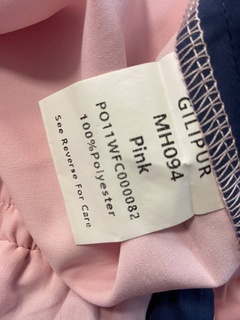 GILIPUR
MH094
Pink
PO11WFC000082
100%Polyester
See Reverse For Care